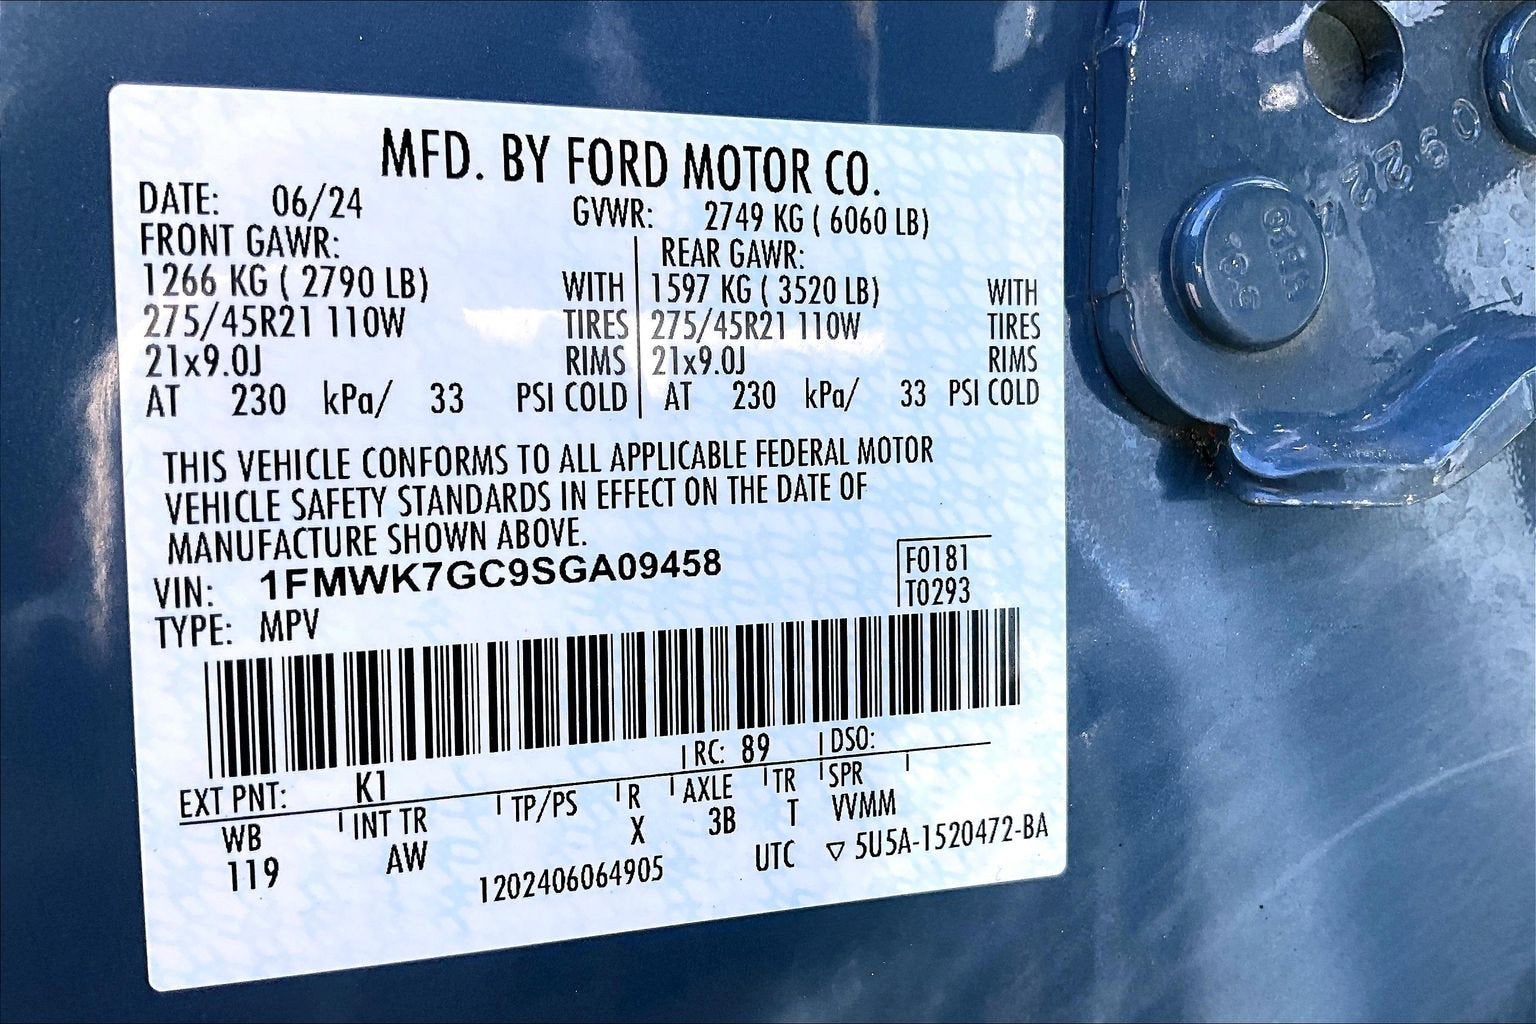 MFD. BY FORD MOTOR CO.
DATE: 06/24 GVWR: 2749 KG ( 6060 LB)
FRONT GAWR: REAR GAWR:
1266 KG ( 2790 LB) WITH 1597 KG ( 3520 LB) WITH
275/45R21 110W TIRES 275/45R21 110W TIRES
21x9.0J RIMS 21x9.0J RIMS
AT 230 kPa/ 33 PSI COLD AT 230 kPa/ 33 PSI COLD
THIS VEHICLE CONFORMS TO ALL APPLICABLE FEDERAL MOTOR
VEHICLE SAFETY STANDARDS IN EFFECT ON THE DATE OF
MANUFACTURE SHOWN ABOVE.
VIN: 1FMWK7GC9SGA09458 F0181
TYPE: MPV T0293
EXT PNT: K1 RC: 89 DSO:
WB INT TR TP/PS R AXLE TR SPR
119 AW X 3B T VVMM
1202406064905 UTC ▽ 5U5A-1520472-BA